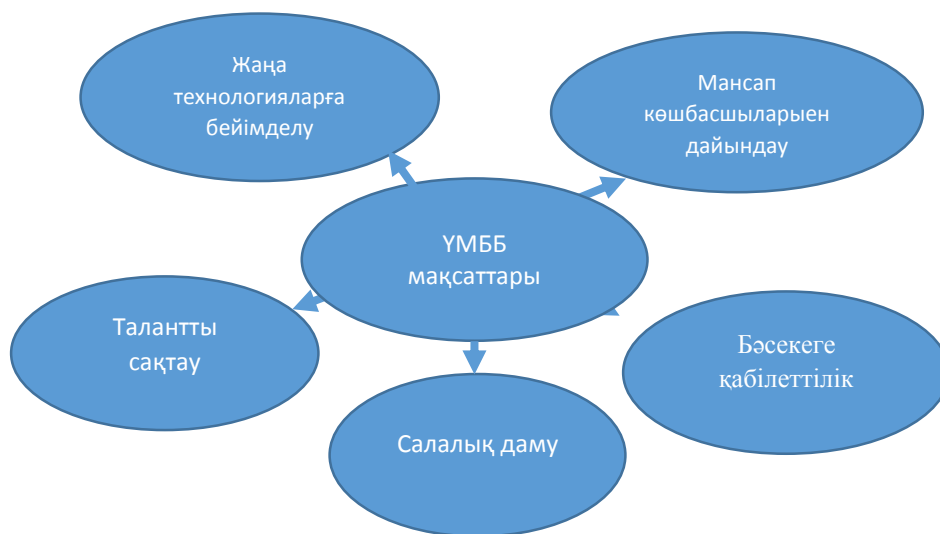 Жаңа
технологияларға
бейімделу
Мансап
көшбасшыларыен
дайындау
ҮМББ
мақсаттары
Талантты
сақтау
Бәсекеге
қабілеттілік
Салалық даму